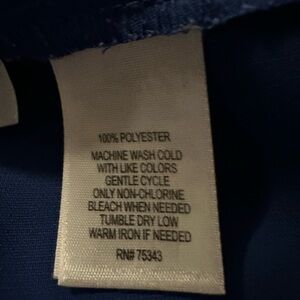 100% POLYESTER
MACHINE WASH COLD
WITH LIKE COLORS
GENTLE CYCLE
ONLY NON-CHLORINE
BLEACH WHEN NEEDED
TUMBLE DRY LOW
WARM IRON IF NEEDED
RN# 75343